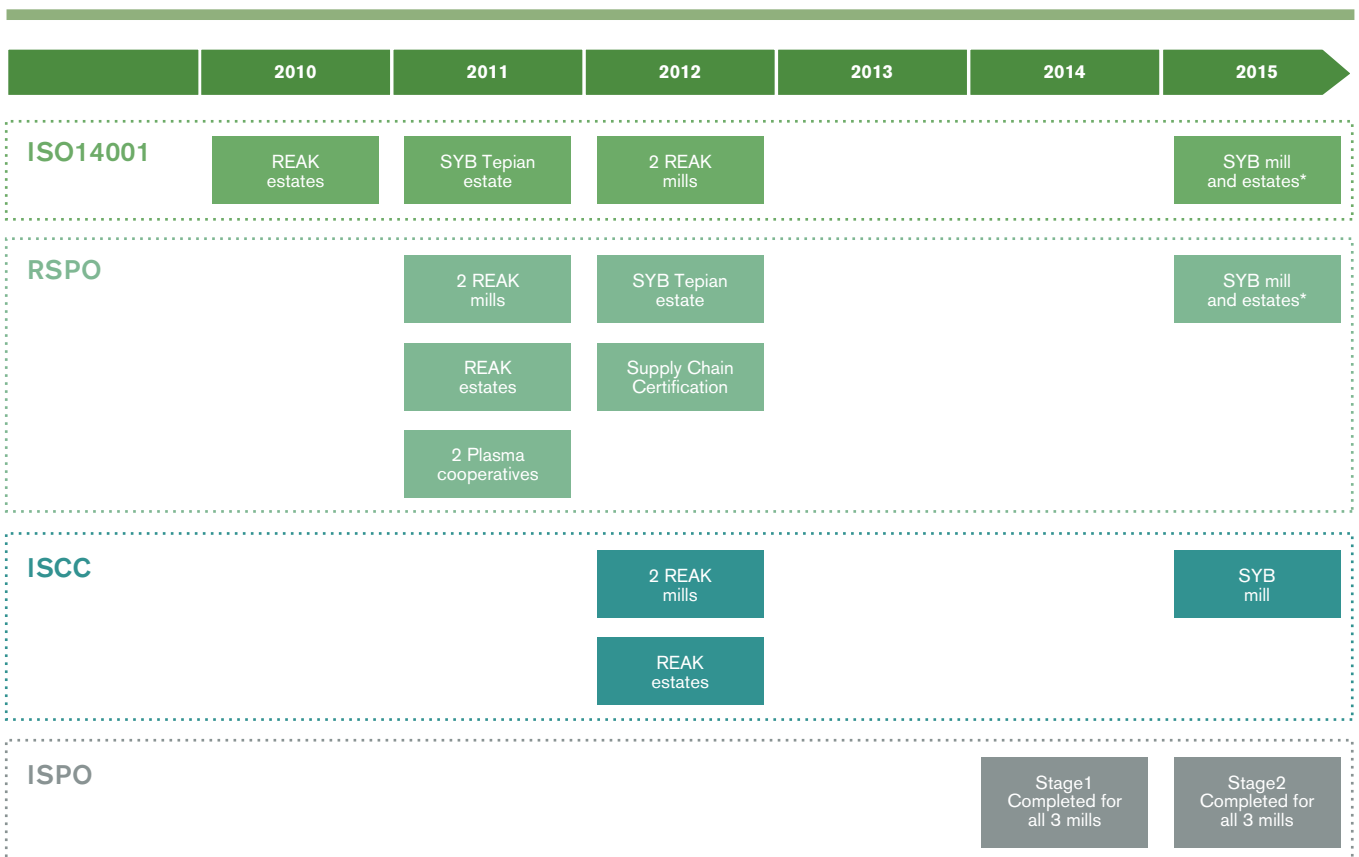 2010 2011 2012 2013 2014 2015
ISO14001
REAK
estates
SYB Tepian
estate
2 REAK
mills
SYB mill
and estates*
RSPO
2 REAK
mills
REAK
estates
2 Plasma
cooperatives
SYB Tepian
estate
Supply Chain
Certification
SYB mill
and estates*
ISCC
2 REAK
mills
REAK
estates
SYB
mill
ISPO
Stage1
Completed for
all 3 mills
Stage2
Completed for
all 3 mills